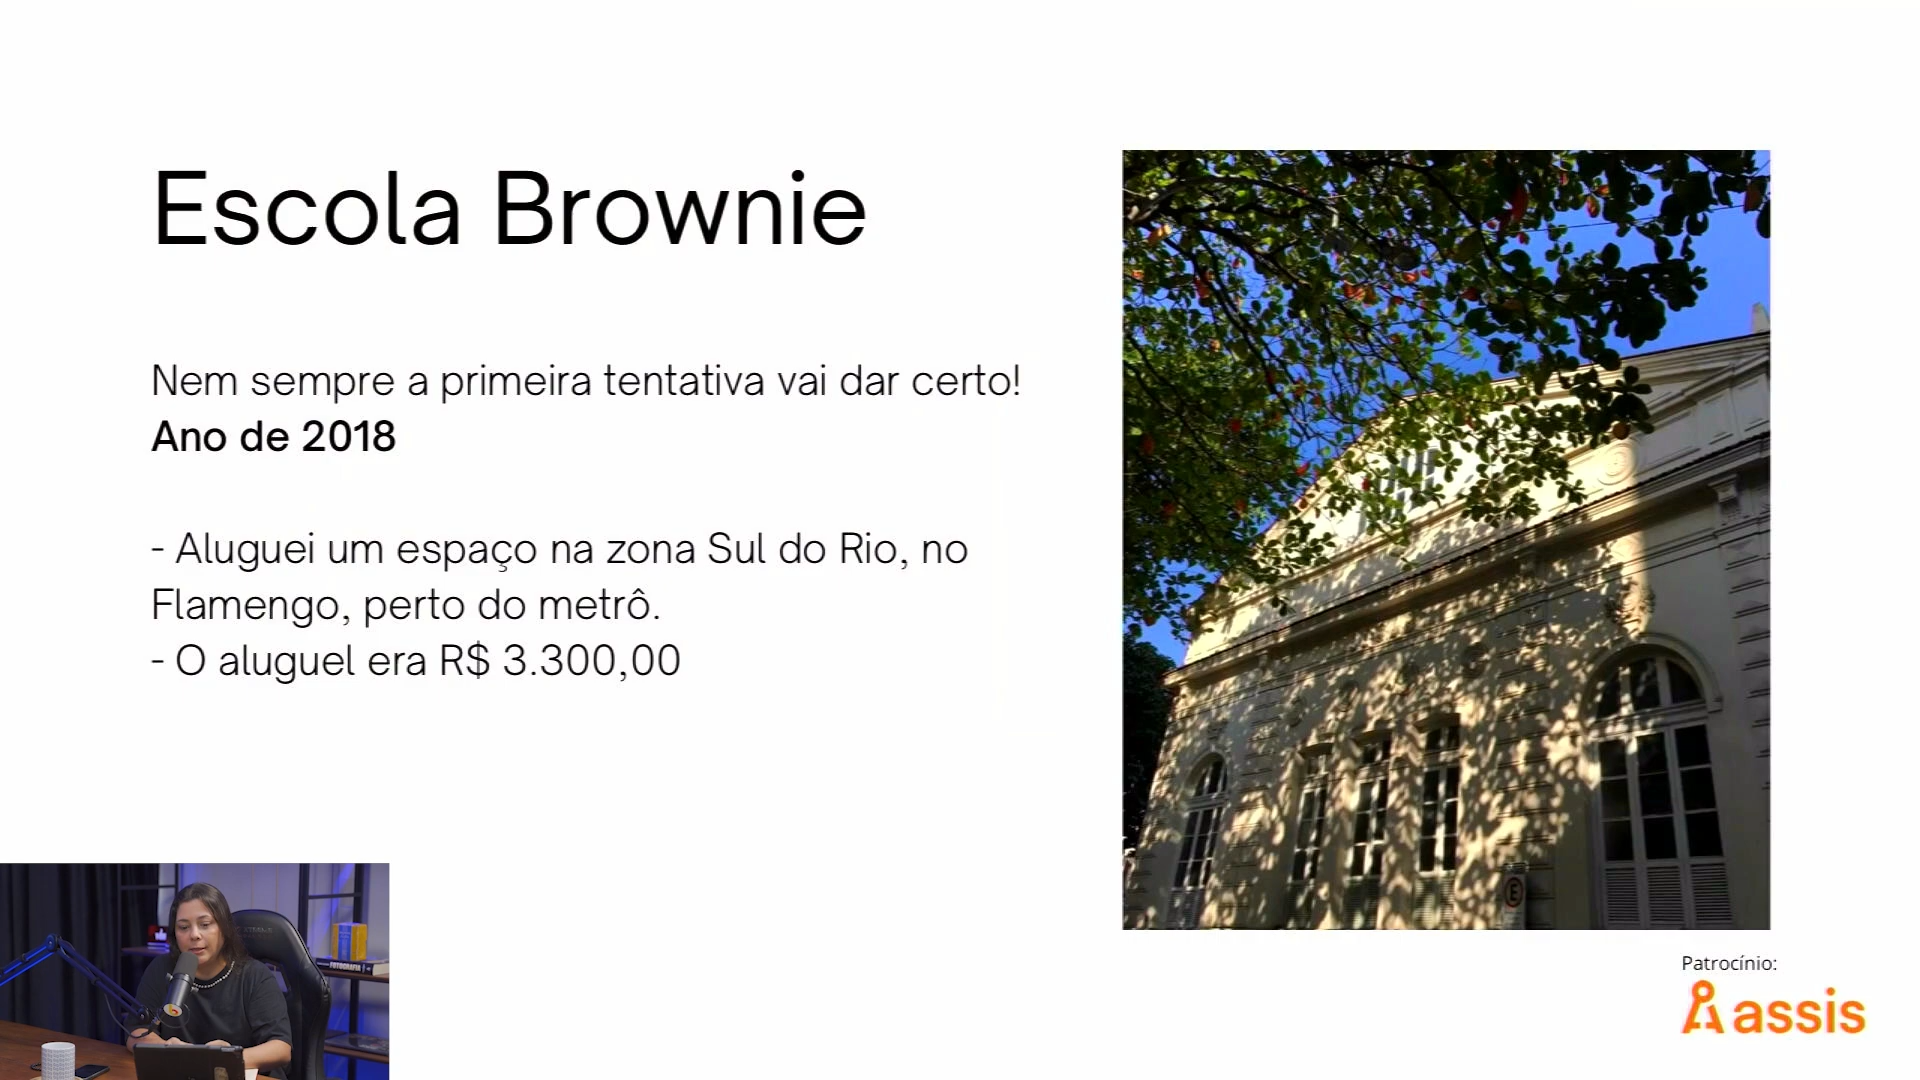 Escola Brownie
Nem sempre a primeira tentativa vai dar certo!
Ano de 2018
- Aluguei um espaço na zona Sul do Rio, no
Flamengo, perto do metrô.
- O aluguel era R$ 3.300,00
E
FOTOGRAFIA
Patrocínio:
assis